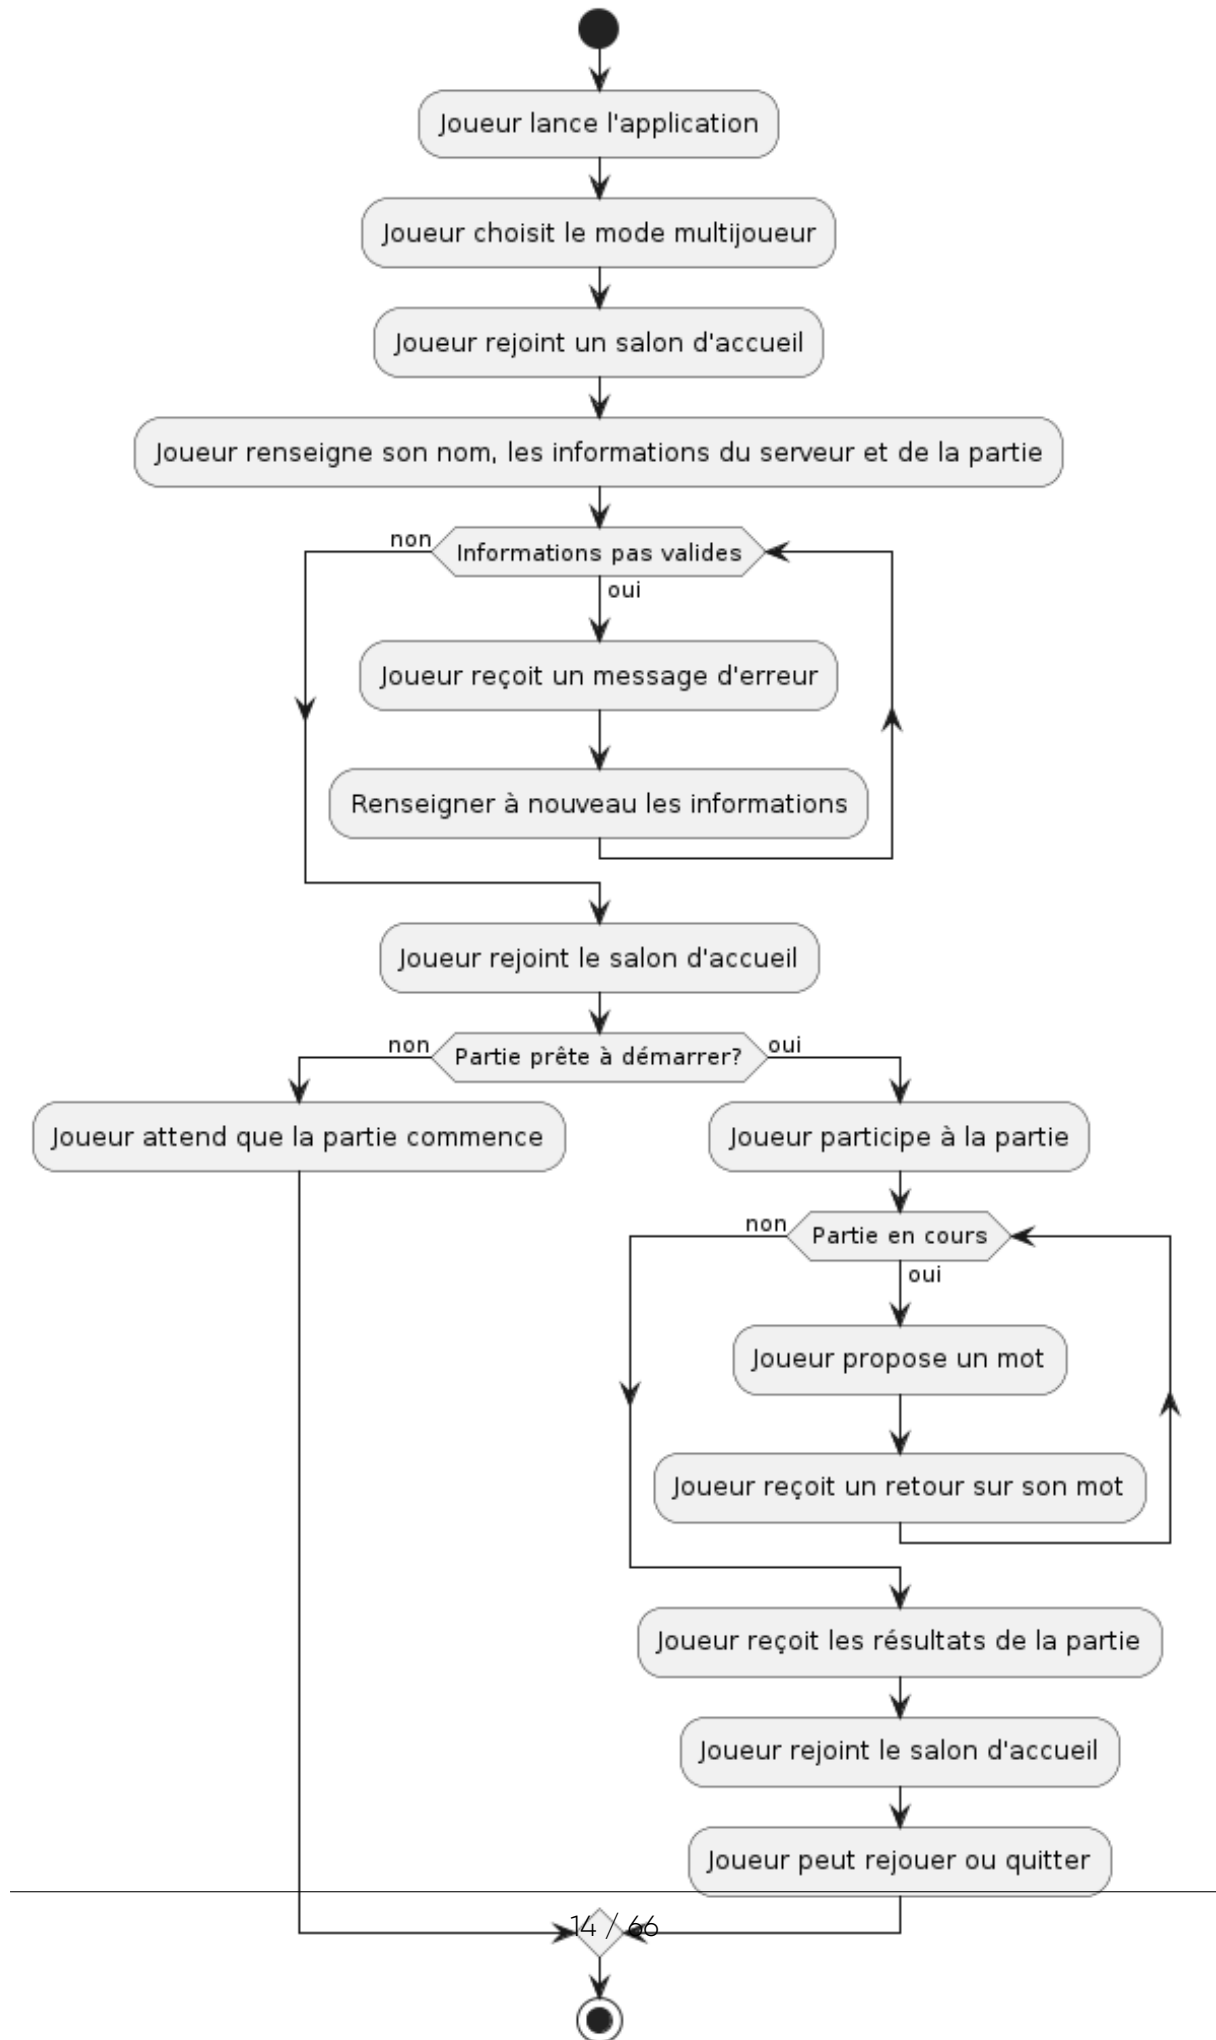 Joueur lance l'application
Joueur choisit le mode multijoueur
Joueur rejoint un salon d'accueil
Joueur renseigne son nom, les informations du serveur et de la partie
non
Informations pas valides
oui
Joueur reçoit un message d'erreur
Renseigner à nouveau les informations
Joueur rejoint le salon d'accueil
non
Partie prête à démarrer?
oui
Joueur attend que la partie commence
Joueur participe à la partie
non
Partie en cours
oui
Joueur propose un mot
Joueur reçoit un retour sur son mot
Joueur reçoit les résultats de la partie
Joueur rejoint le salon d'accueil
Joueur peut rejouer ou quitter
14 / 66